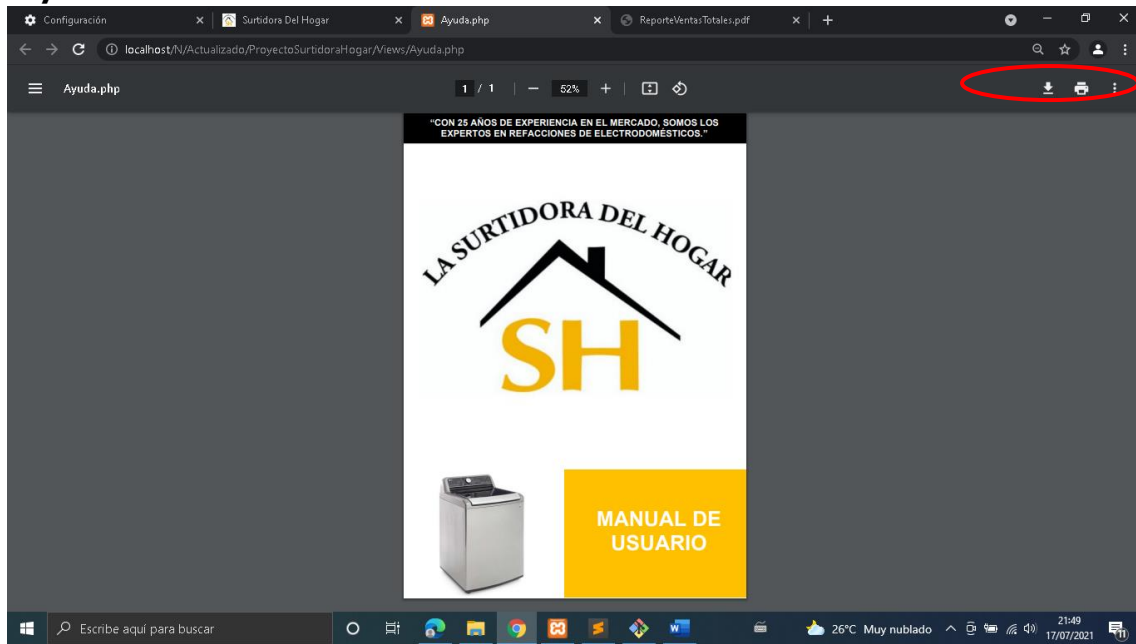 Configuración
Surtidora Del Hogar
Ayuda.php
ReporteVentasTotales.pdf
localhost/N/Actualizado/ProyectoSurtidoraHogar/Views/Ayuda.php
Ayuda.php
1 / 1
52%
“CON 25 AÑOS DE EXPERIENCIA EN EL MERCADO, SOMOS LOS
EXPERTOS EN REFACCIONES DE ELECTRODOMÉSTICOS.”
LA SURTIDORA DEL HOGAR
SH
MANUAL DE
USUARIO
Escribe aquí para buscar
26°C Muy nublado
21:49
17/07/2021